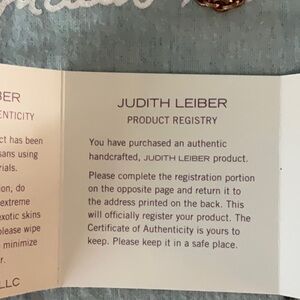 BER
ENTICITY
ct has been
sans using
rials.
on, do
extreme
exotic skins
please wipe
minimize
r.
LLC
JUDITH LEIBER
PRODUCT REGISTRY
You have purchased an authentic
handcrafted, JUDITH LEIBER product.
Please complete the registration portion
on the opposite page and return it to
the address printed on the back. This
will officially register your product. The
Certificate of Authenticity is yours to
keep. Please keep it in a safe place.